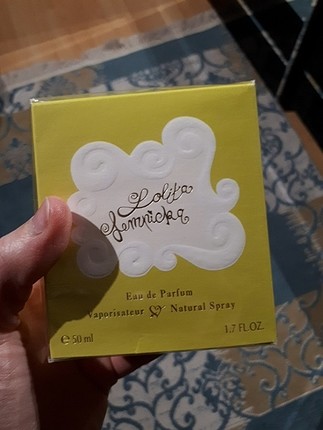 Lolita
Lempicka
Eau de Parfum
Vaporisateur Natural Spray
℮ 50 ml 1.7 FL.OZ.